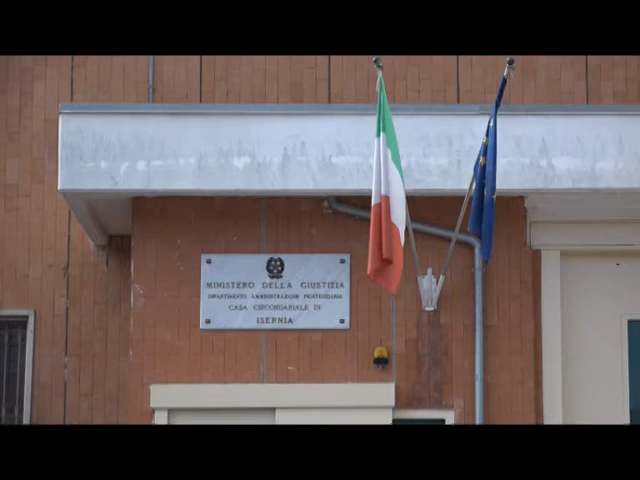 MINISTERO DELLA GIUSTIZIA
DIPARTIMENTO AMMINISTRAZIONE PENITENZIARIA
CASA CIRCONDARIALE DI
ISERNIA